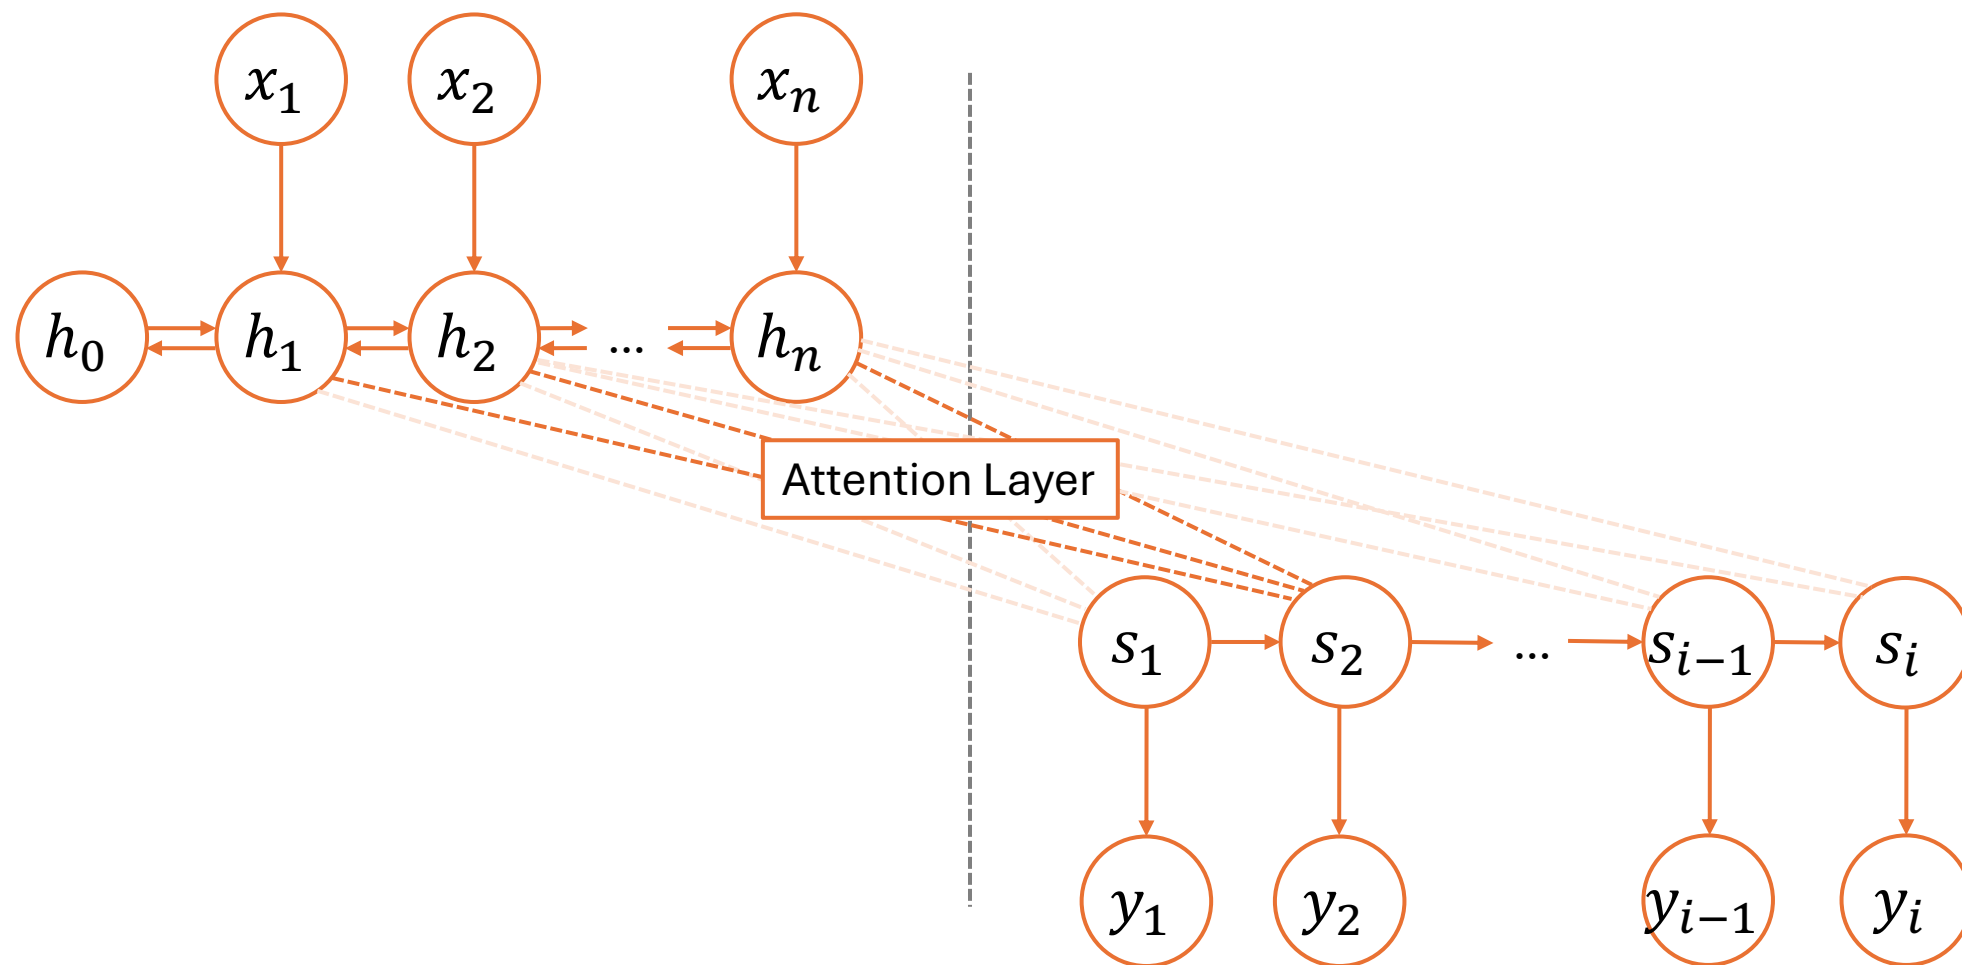 x₁ x₂ xₙ
h₀ h₁ h₂ ... hₙ
Attention Layer
s₁ s₂ ... sᵢ₋₁ sᵢ
y₁ y₂ yᵢ₋₁ yᵢ